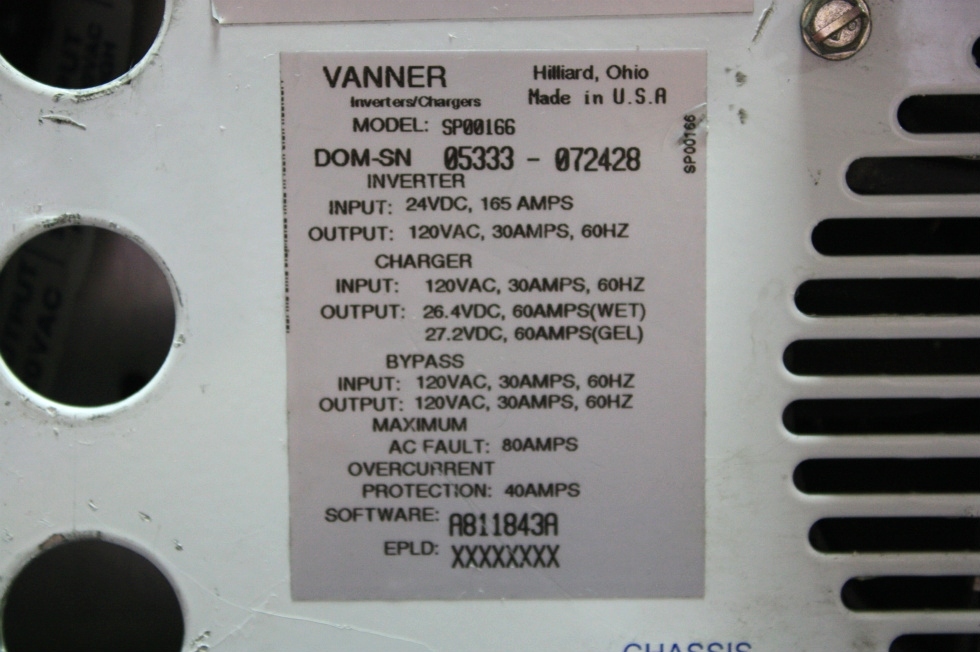 VANNER Hilliard, Ohio
Inverters/Chargers Made in U.S.A
MODEL: SP00166
SP00166
DOM-SN 05333 - 072428
INVERTER
INPUT: 24VDC, 165 AMPS
OUTPUT: 120VAC, 30AMPS, 60HZ
CHARGER
INPUT: 120VAC, 30AMPS, 60HZ
OUTPUT: 26.4VDC, 60AMPS(WET)
27.2VDC, 60AMPS(GEL)
BYPASS
INPUT: 120VAC, 30AMPS, 60HZ
OUTPUT: 120VAC, 30AMPS, 60HZ
MAXIMUM
AC FAULT: 80AMPS
OVERCURRENT
PROTECTION: 40AMPS
SOFTWARE: A811843A
EPLD: XXXXXXXX
CHASSIS